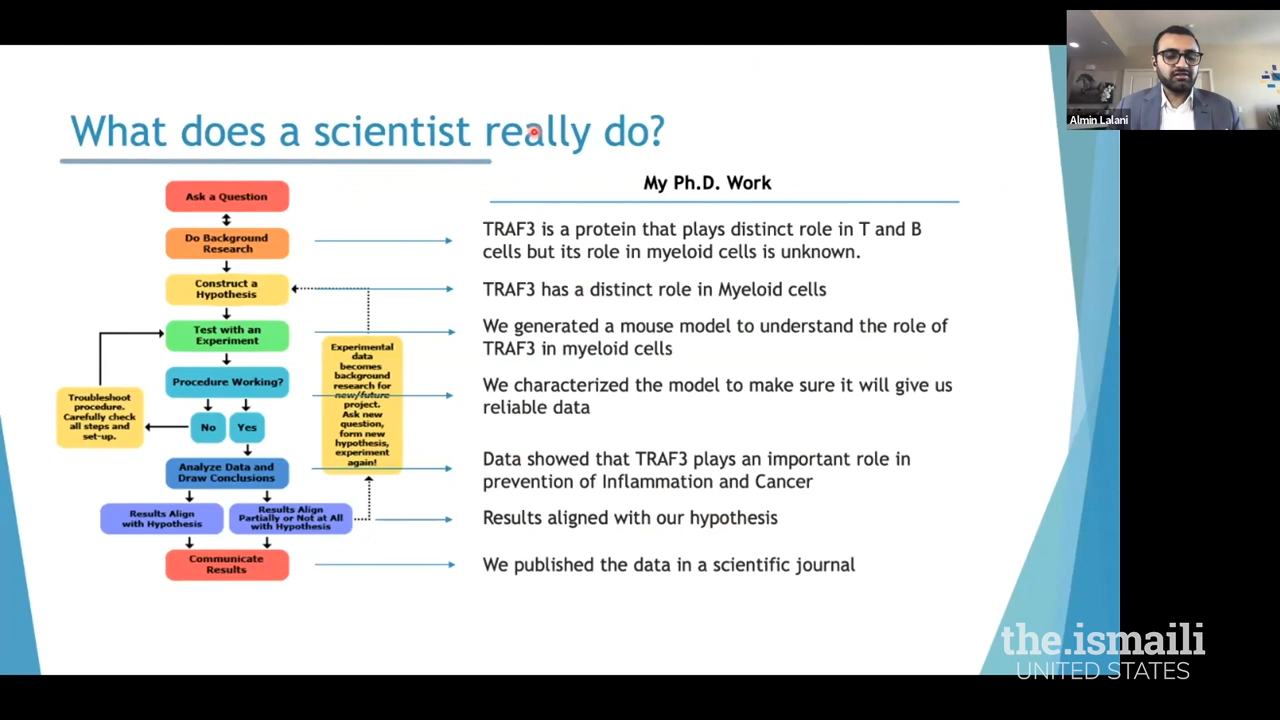 Almin Lalani
What does a scientist really do?
My Ph.D. Work
Ask a Question
Do Background
Research
Construct a
Hypothesis
Test with an
Experiment
Procedure Working?
No
Yes
Troubleshoot
procedure.
Carefully check
all steps and
set-up.
Experimental
data
becomes
background
research for
new/future
project.
Ask new
question,
form new
hypothesis,
experiment
again!
Analyze Data and
Draw Conclusions
Results Align
with Hypothesis
Results Align
Partially or Not at All
with Hypothesis
Communicate
Results
TRAF3 is a protein that plays distinct role in T and B
cells but its role in myeloid cells is unknown.
TRAF3 has a distinct role in Myeloid cells
We generated a mouse model to understand the role of
TRAF3 in myeloid cells
We characterized the model to make sure it will give us
reliable data
Data showed that TRAF3 plays an important role in
prevention of Inflammation and Cancer
Results aligned with our hypothesis
We published the data in a scientific journal
the.ismaili
UNITED STATES